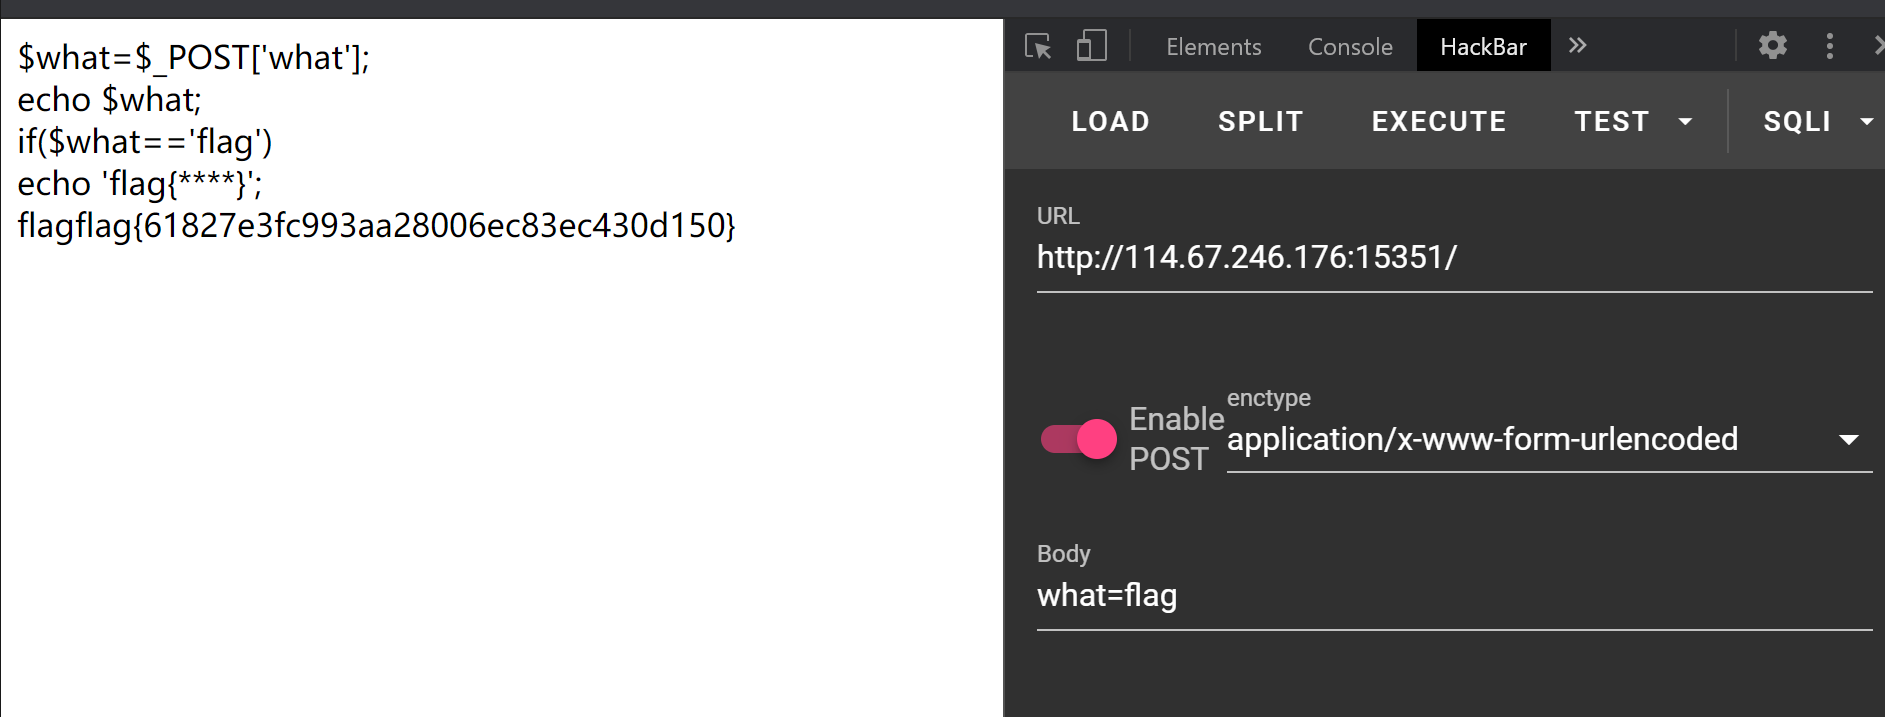 $what=$_POST['what'];
echo $what;
if($what=='flag')
echo 'flag{****}';
flagflag{61827e3fc993aa28006ec83ec430d150}
Elements Console HackBar
LOAD SPLIT EXECUTE TEST SQLI
URL
http://114.67.246.176:15351/
Enable POST
enctype
application/x-www-form-urlencoded
Body
what=flag